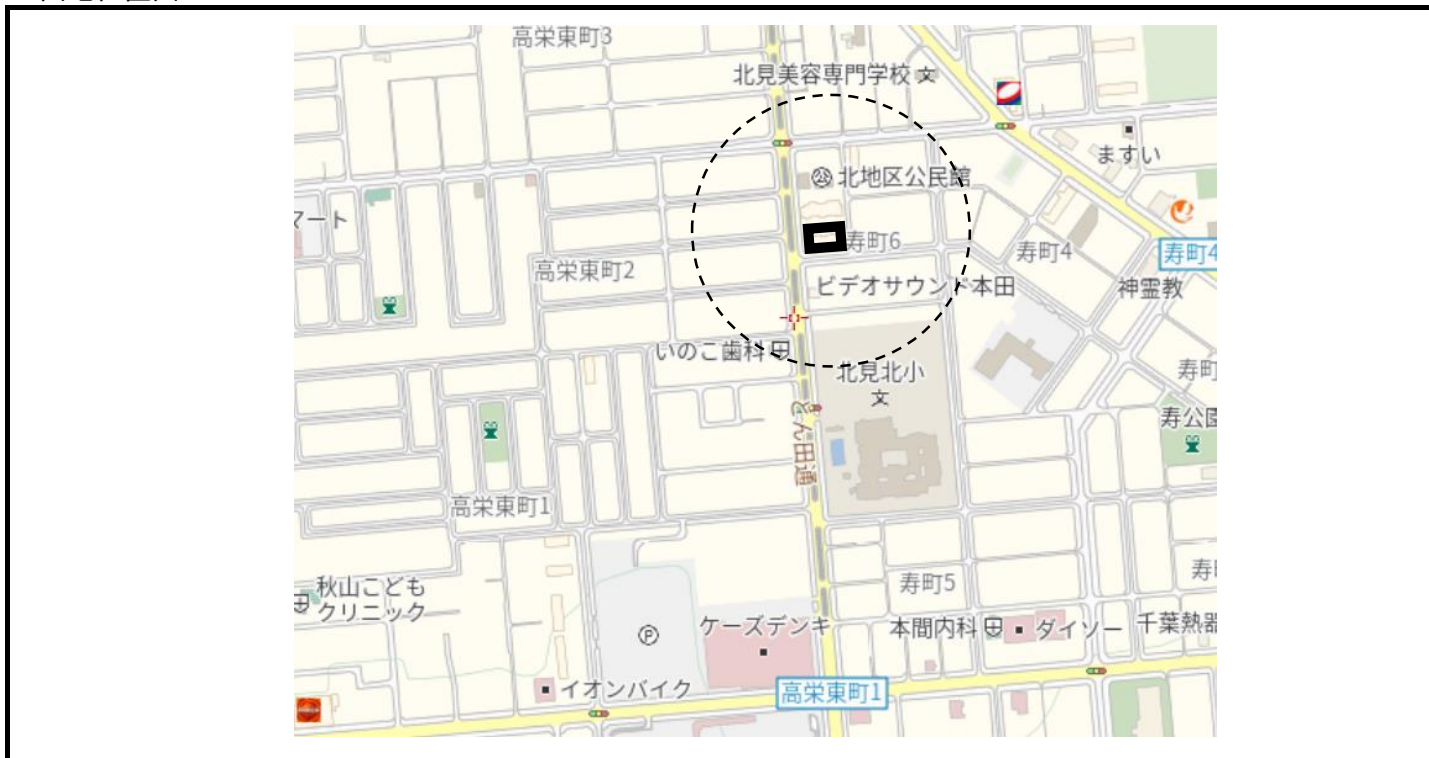 高栄東町3
北見美容専門学校
ますい
北地区公民館
マート
寿町6
寿町4
寿町4
高栄東町2
ビデオサウンド本田
神霊教
いのこ歯科
北見北小
寿町
寿公園
とん田通
高栄東町1
寿町5
秋山こども
クリニック
P
ケーズデンキ
本間内科
ダイソー
千葉熱器
イオンバイク
高栄東町1